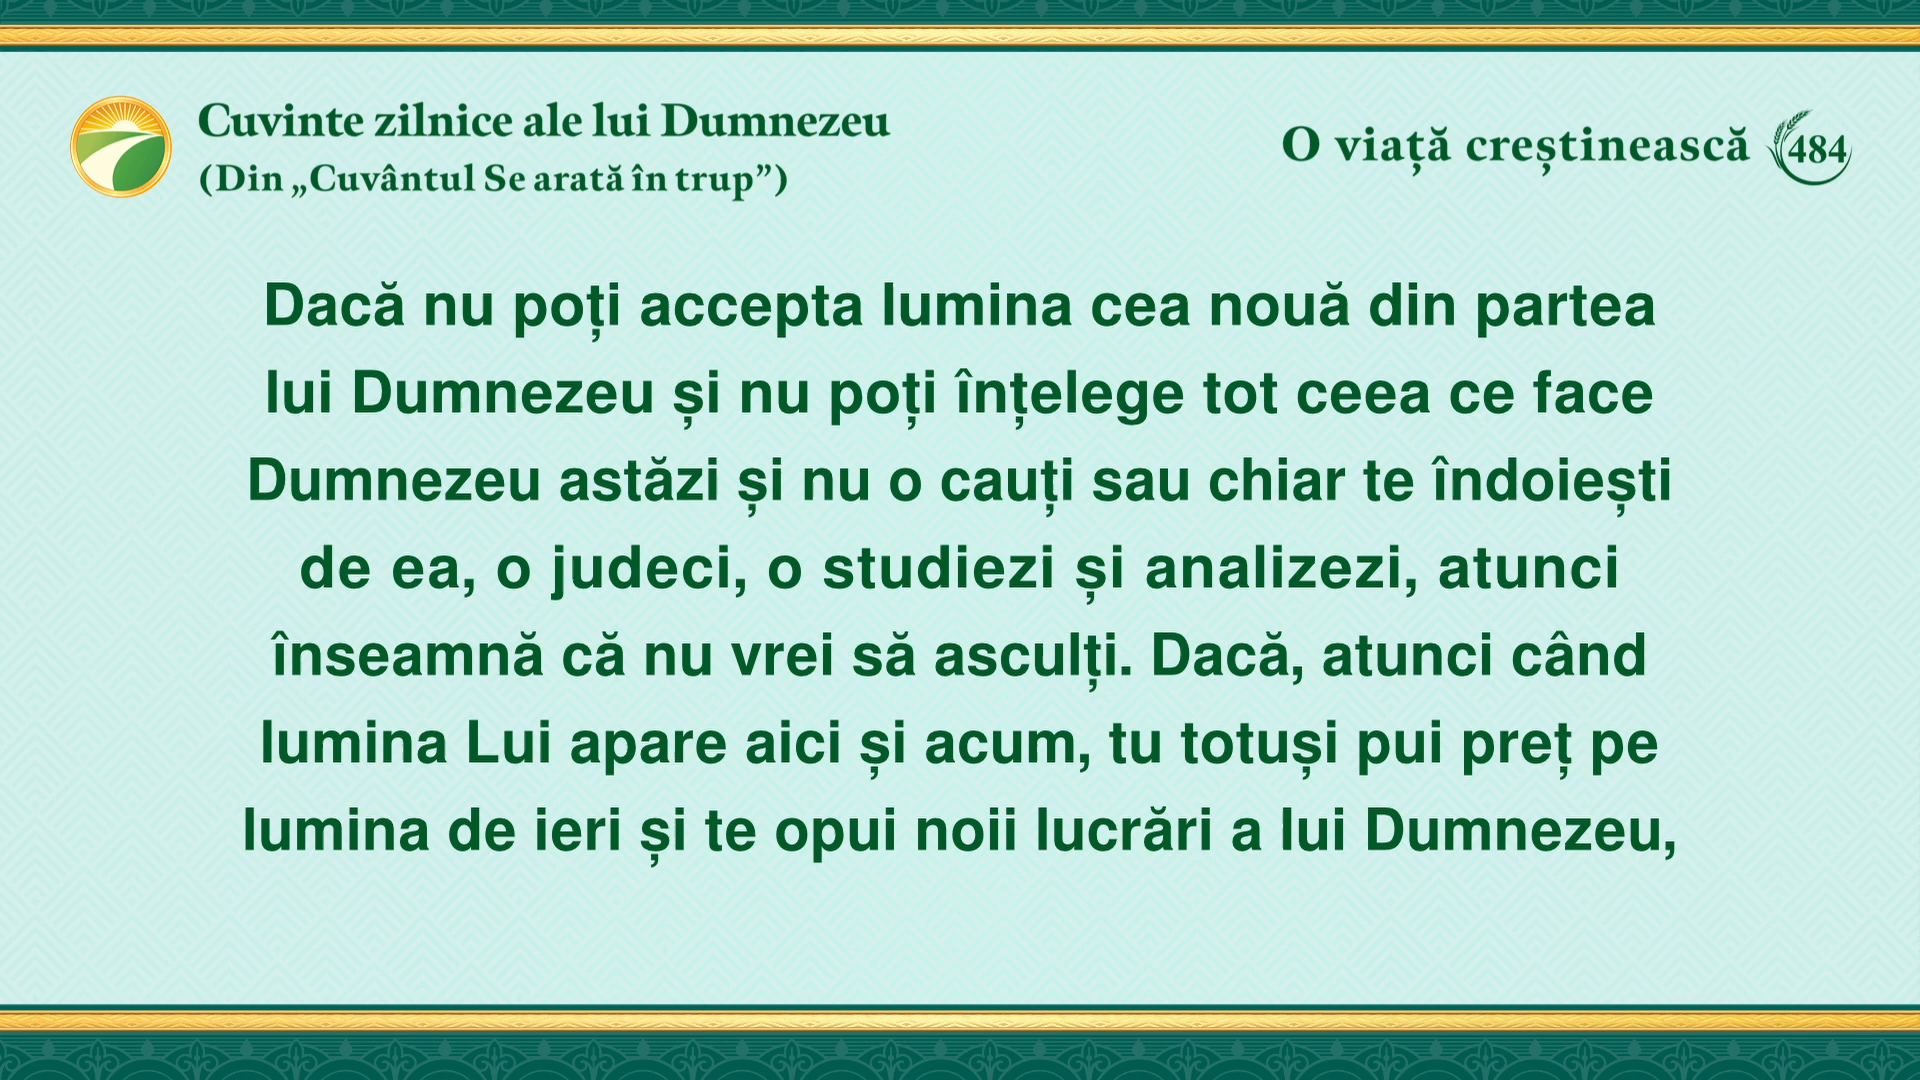 Cuvinte zilnice ale lui Dumnezeu
(Din „Cuvântul Se arată în trup”)
O viață creștinească 484
Dacă nu poți accepta lumina cea nouă din partea
lui Dumnezeu și nu poți înțelege tot ceea ce face
Dumnezeu astăzi și nu o cauți sau chiar te îndoiești
de ea, o judeci, o studiezi și analizezi, atunci
înseamnă că nu vrei să asculți. Dacă, atunci când
lumina Lui apare aici și acum, tu totuși pui preț pe
lumina de ieri și te opui noii lucrări a lui Dumnezeu,